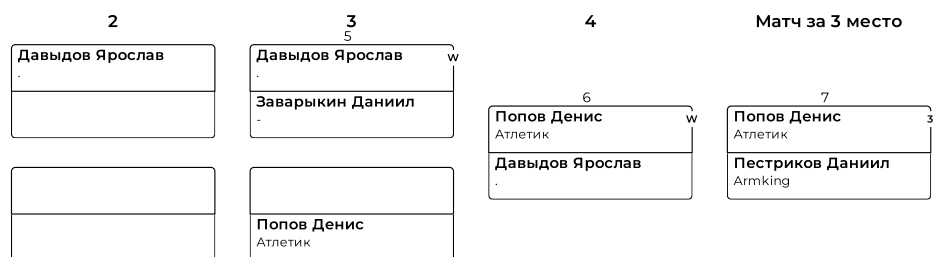 2
Давыдов Ярослав
.
3
5
Давыдов Ярослав
W
.
Заварыкин Даниил
-
Попов Денис
Атлетик
4
6
Попов Денис
W
Атлетик
Давыдов Ярослав
.
Матч за 3 место
7
Попов Денис
3
Атлетик
Пестриков Даниил
Armking